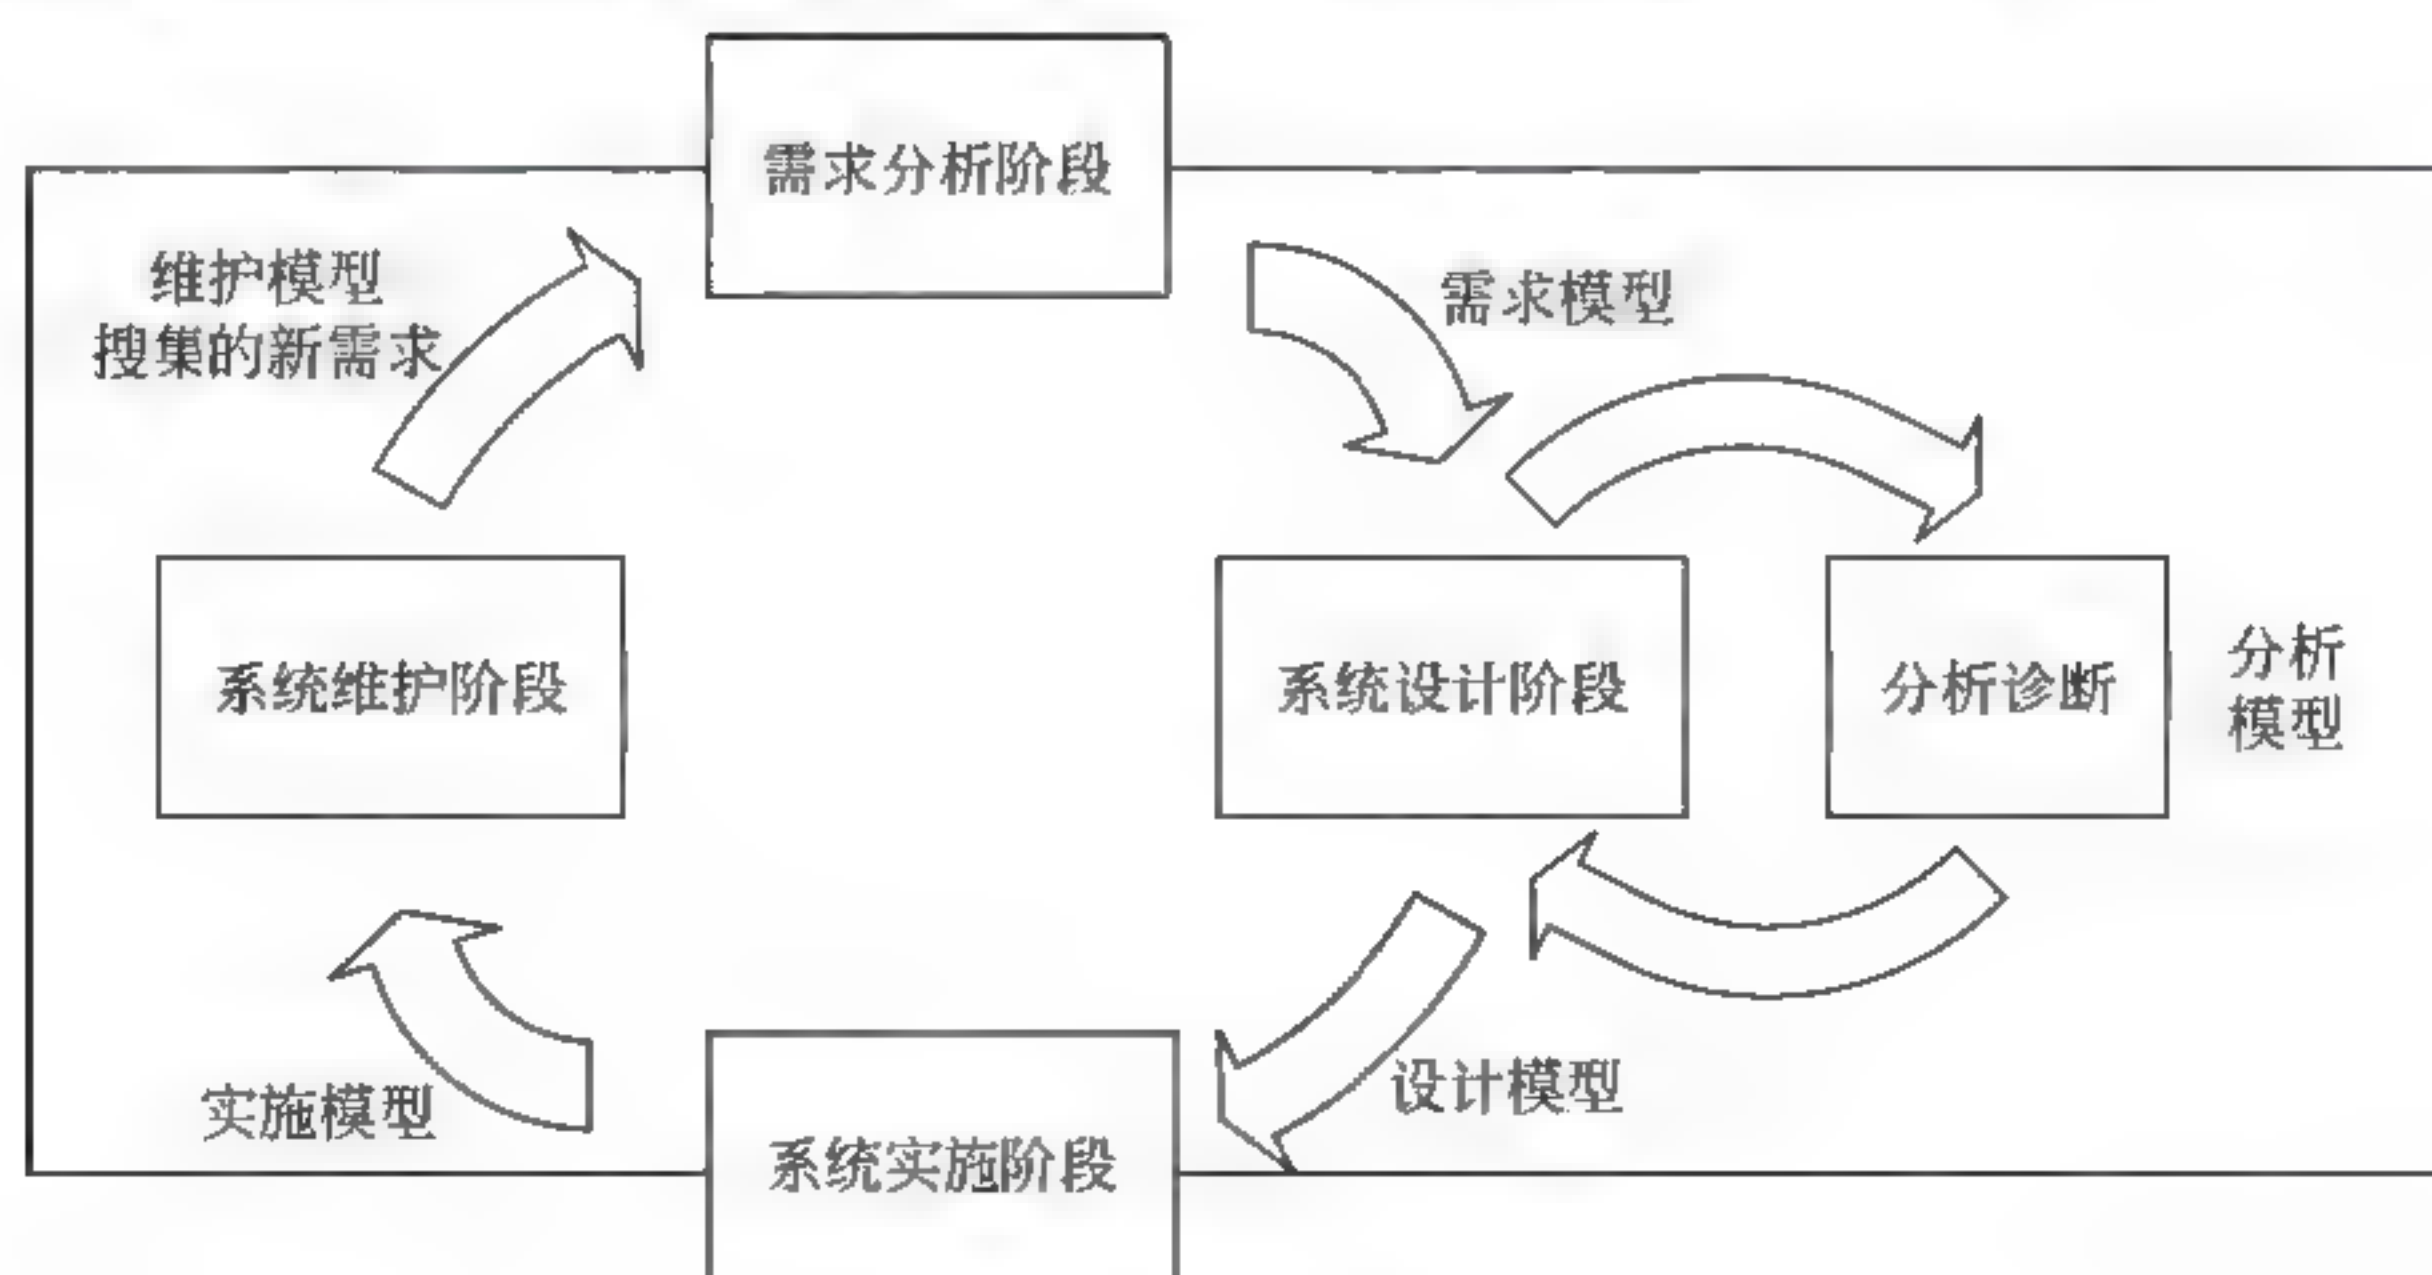 需求分析阶段
维护模型
搜集的新需求
需求模型
系统维护阶段
系统设计阶段
分析诊断
分析
模型
实施模型
设计模型
系统实施阶段